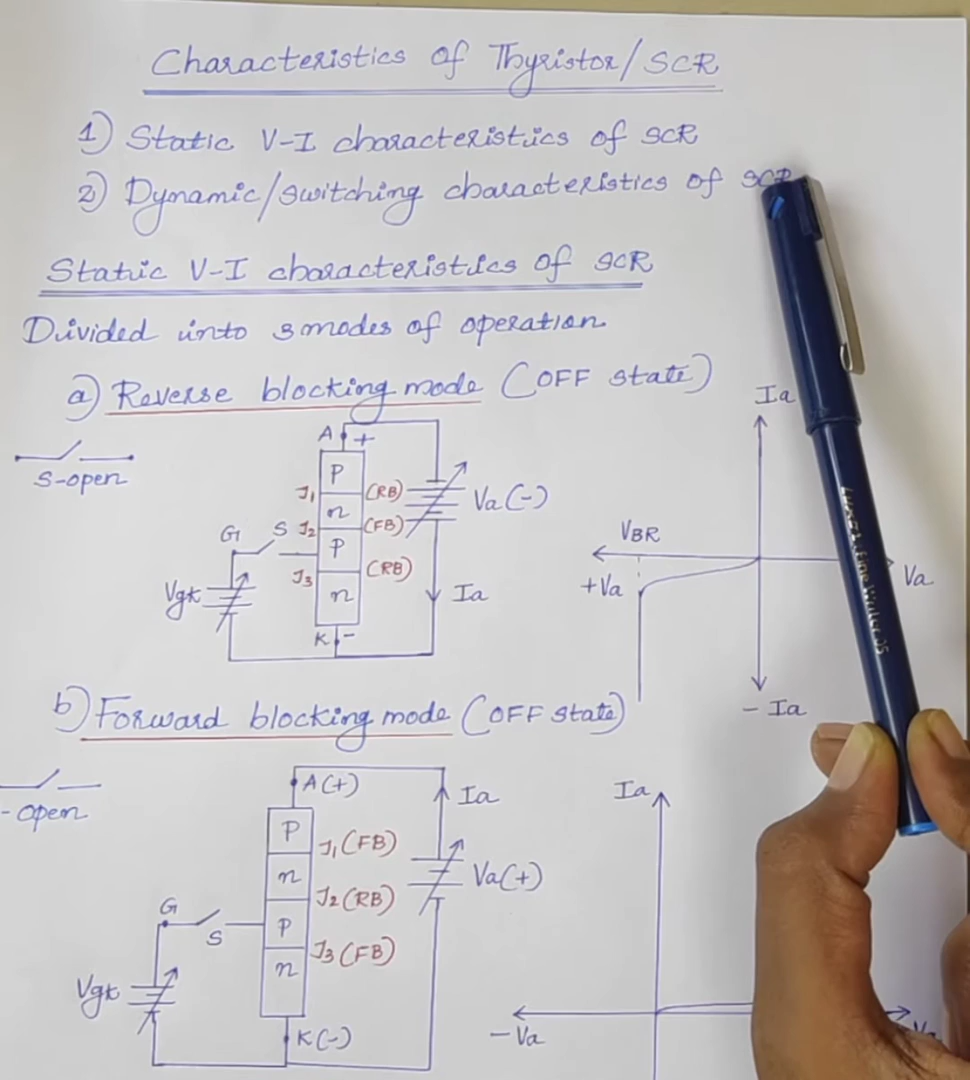 Characteristics of Thyristor/SCR
1) Static V-I characteristics of SCR
2) Dynamic/switching characteristics of SCR
Static V-I characteristics of SCR
Divided into 3 modes of operation
a) Reverse blocking mode (OFF state)
S-open
A +
P
J1 (RB)
n
J2 (FB)
P
J3 (RB)
n
K -
G S
Vgk
Va (-)
Ia
Ia
VBR
+Va
Va
- Ia
b) Forward blocking mode (OFF state)
- open
A (+)
P
J1 (FB)
n
J2 (RB)
P
J3 (FB)
n
K (-)
G
S
Vgk
Ia
Va (+)
Ia
-Va